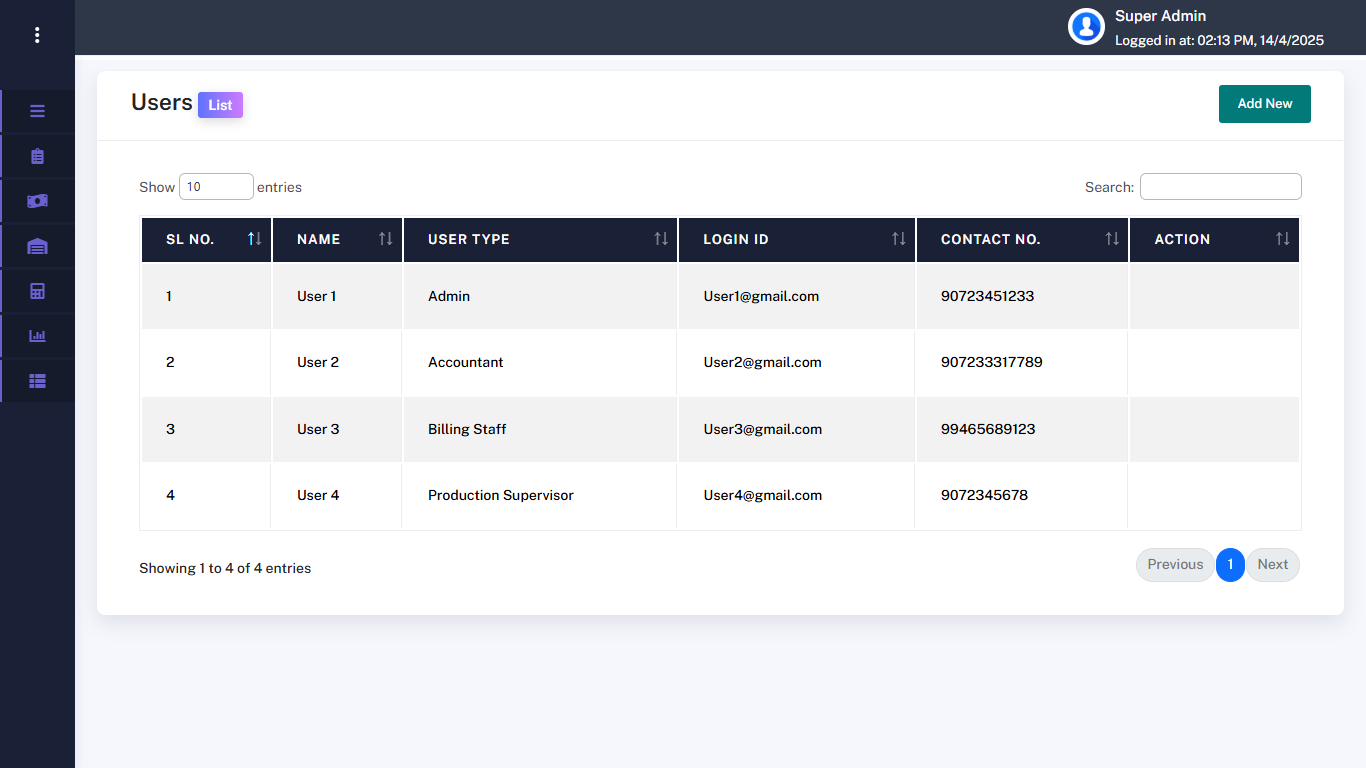 Super Admin
Logged in at: 02:13 PM, 14/4/2025
Users List
Add New
Show 10 entries
Search:
SL NO. NAME USER TYPE LOGIN ID CONTACT NO. ACTION
1 User 1 Admin User1@gmail.com 90723451233
2 User 2 Accountant User2@gmail.com 907233317789
3 User 3 Billing Staff User3@gmail.com 99465689123
4 User 4 Production Supervisor User4@gmail.com 9072345678
Showing 1 to 4 of 4 entries
Previous 1 Next